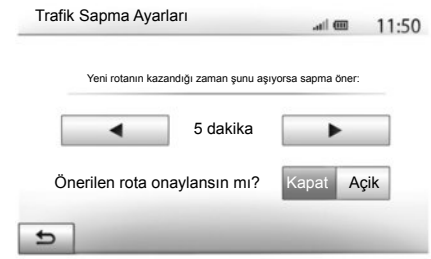 Trafik Sapma Ayarları 11:50
Yeni rotanın kazandığı zaman şunu aşıyorsa sapma öner:
5 dakika
Önerilen rota onaylansın mı? Kapat Açik